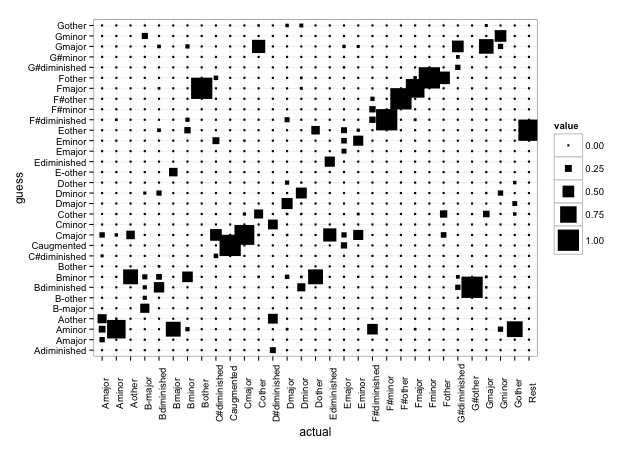 Gother
Gminor
Gmajor
G#minor
G#diminished
Fother
Fmajor
F#other
F#minor
F#diminished
Eother
Eminor
Emajor
Ediminished
E-other
Dother
Dminor
Dmajor
Cother
Cminor
Cmajor
Caugmented
C#diminished
Bother
Bminor
Bdiminished
B-other
B-major
Aother
Aminor
Amajor
Adiminished
guess
Amajor
Aminor
Aother
B-major
Bdiminished
Bmajor
Bminor
Bother
C#diminished
Caugmented
Cmajor
Cother
D#diminished
Dmajor
Dminor
Dother
Ediminished
Emajor
Eminor
F#diminished
F#minor
F#other
Fmajor
Fminor
Fother
G#diminished
G#other
Gmajor
Gminor
Gother
Rest
actual
value
0.00
0.25
0.50
0.75
1.00